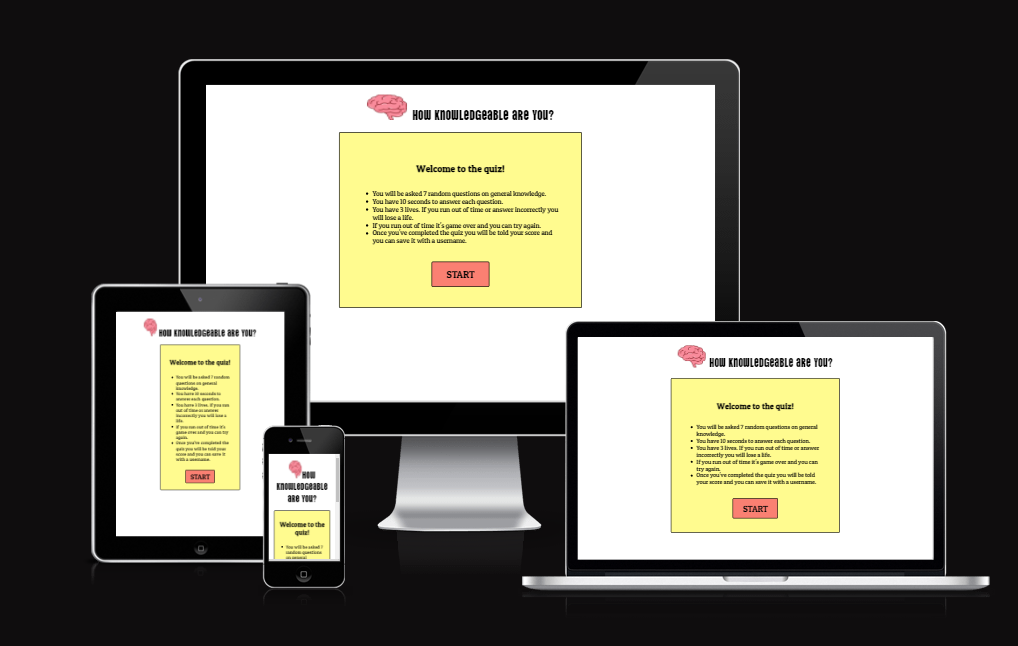 HOW KNOWLEDGEABLE ARE YOU?
Welcome to the quiz!
• You will be asked 7 random questions on general knowledge.
• You have 10 seconds to answer each question.
• You have 3 lives. If you run out of time or answer incorrectly you
will lose a life.
• If you run out of time it's game over and you can try again.
• Once you've completed the quiz you will be told your score and
you can save it with a username.
START
HOW KNOWLEDGEABLE ARE YOU?
Welcome to the quiz!
• You will be asked 7 random
questions on general
knowledge.
• You have 10 seconds to
answer each question.
• You have 3 lives. If you run
out of time or answer
incorrectly you will lose a
life.
• If you run out of time it's
game over and you can try
again.
• Once you've completed the
quiz you will be told your
score and you can save it
with a username.
START
HOW
KNOWLEDGEABLE
ARE YOU?
Welcome to the
quiz!
• You will be asked 7
random questions
on general
HOW KNOWLEDGEABLE ARE YOU?
Welcome to the quiz!
• You will be asked 7 random questions on general
knowledge.
• You have 10 seconds to answer each question.
• You have 3 lives. If you run out of time or answer
incorrectly you will lose a life.
• If you run out of time it's game over and you can
try again.
• Once you've completed the quiz you will be told
your score and you can save it with a username.
START